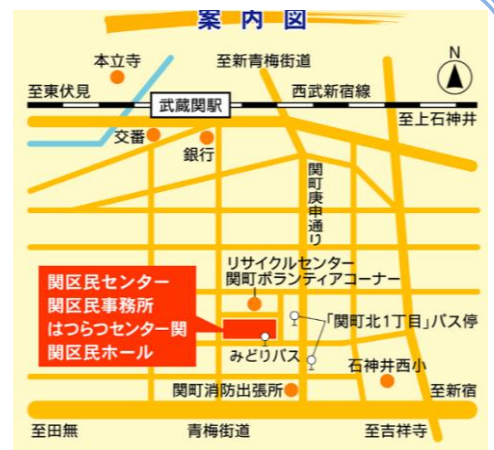 案内図
本立寺
至新青梅街道
N
至東伏見
西武新宿線
武蔵関駅
至上石神井
交番
銀行
関町庚申通り
リサイクルセンター
関町ボランティアコーナー
関区民センター
関区民事務所
はつらつセンター関
関区民ホール
「関町北1丁目」バス停
みどりバス
石神井西小
関町消防出張所
至新宿
至田無
青梅街道
至吉祥寺